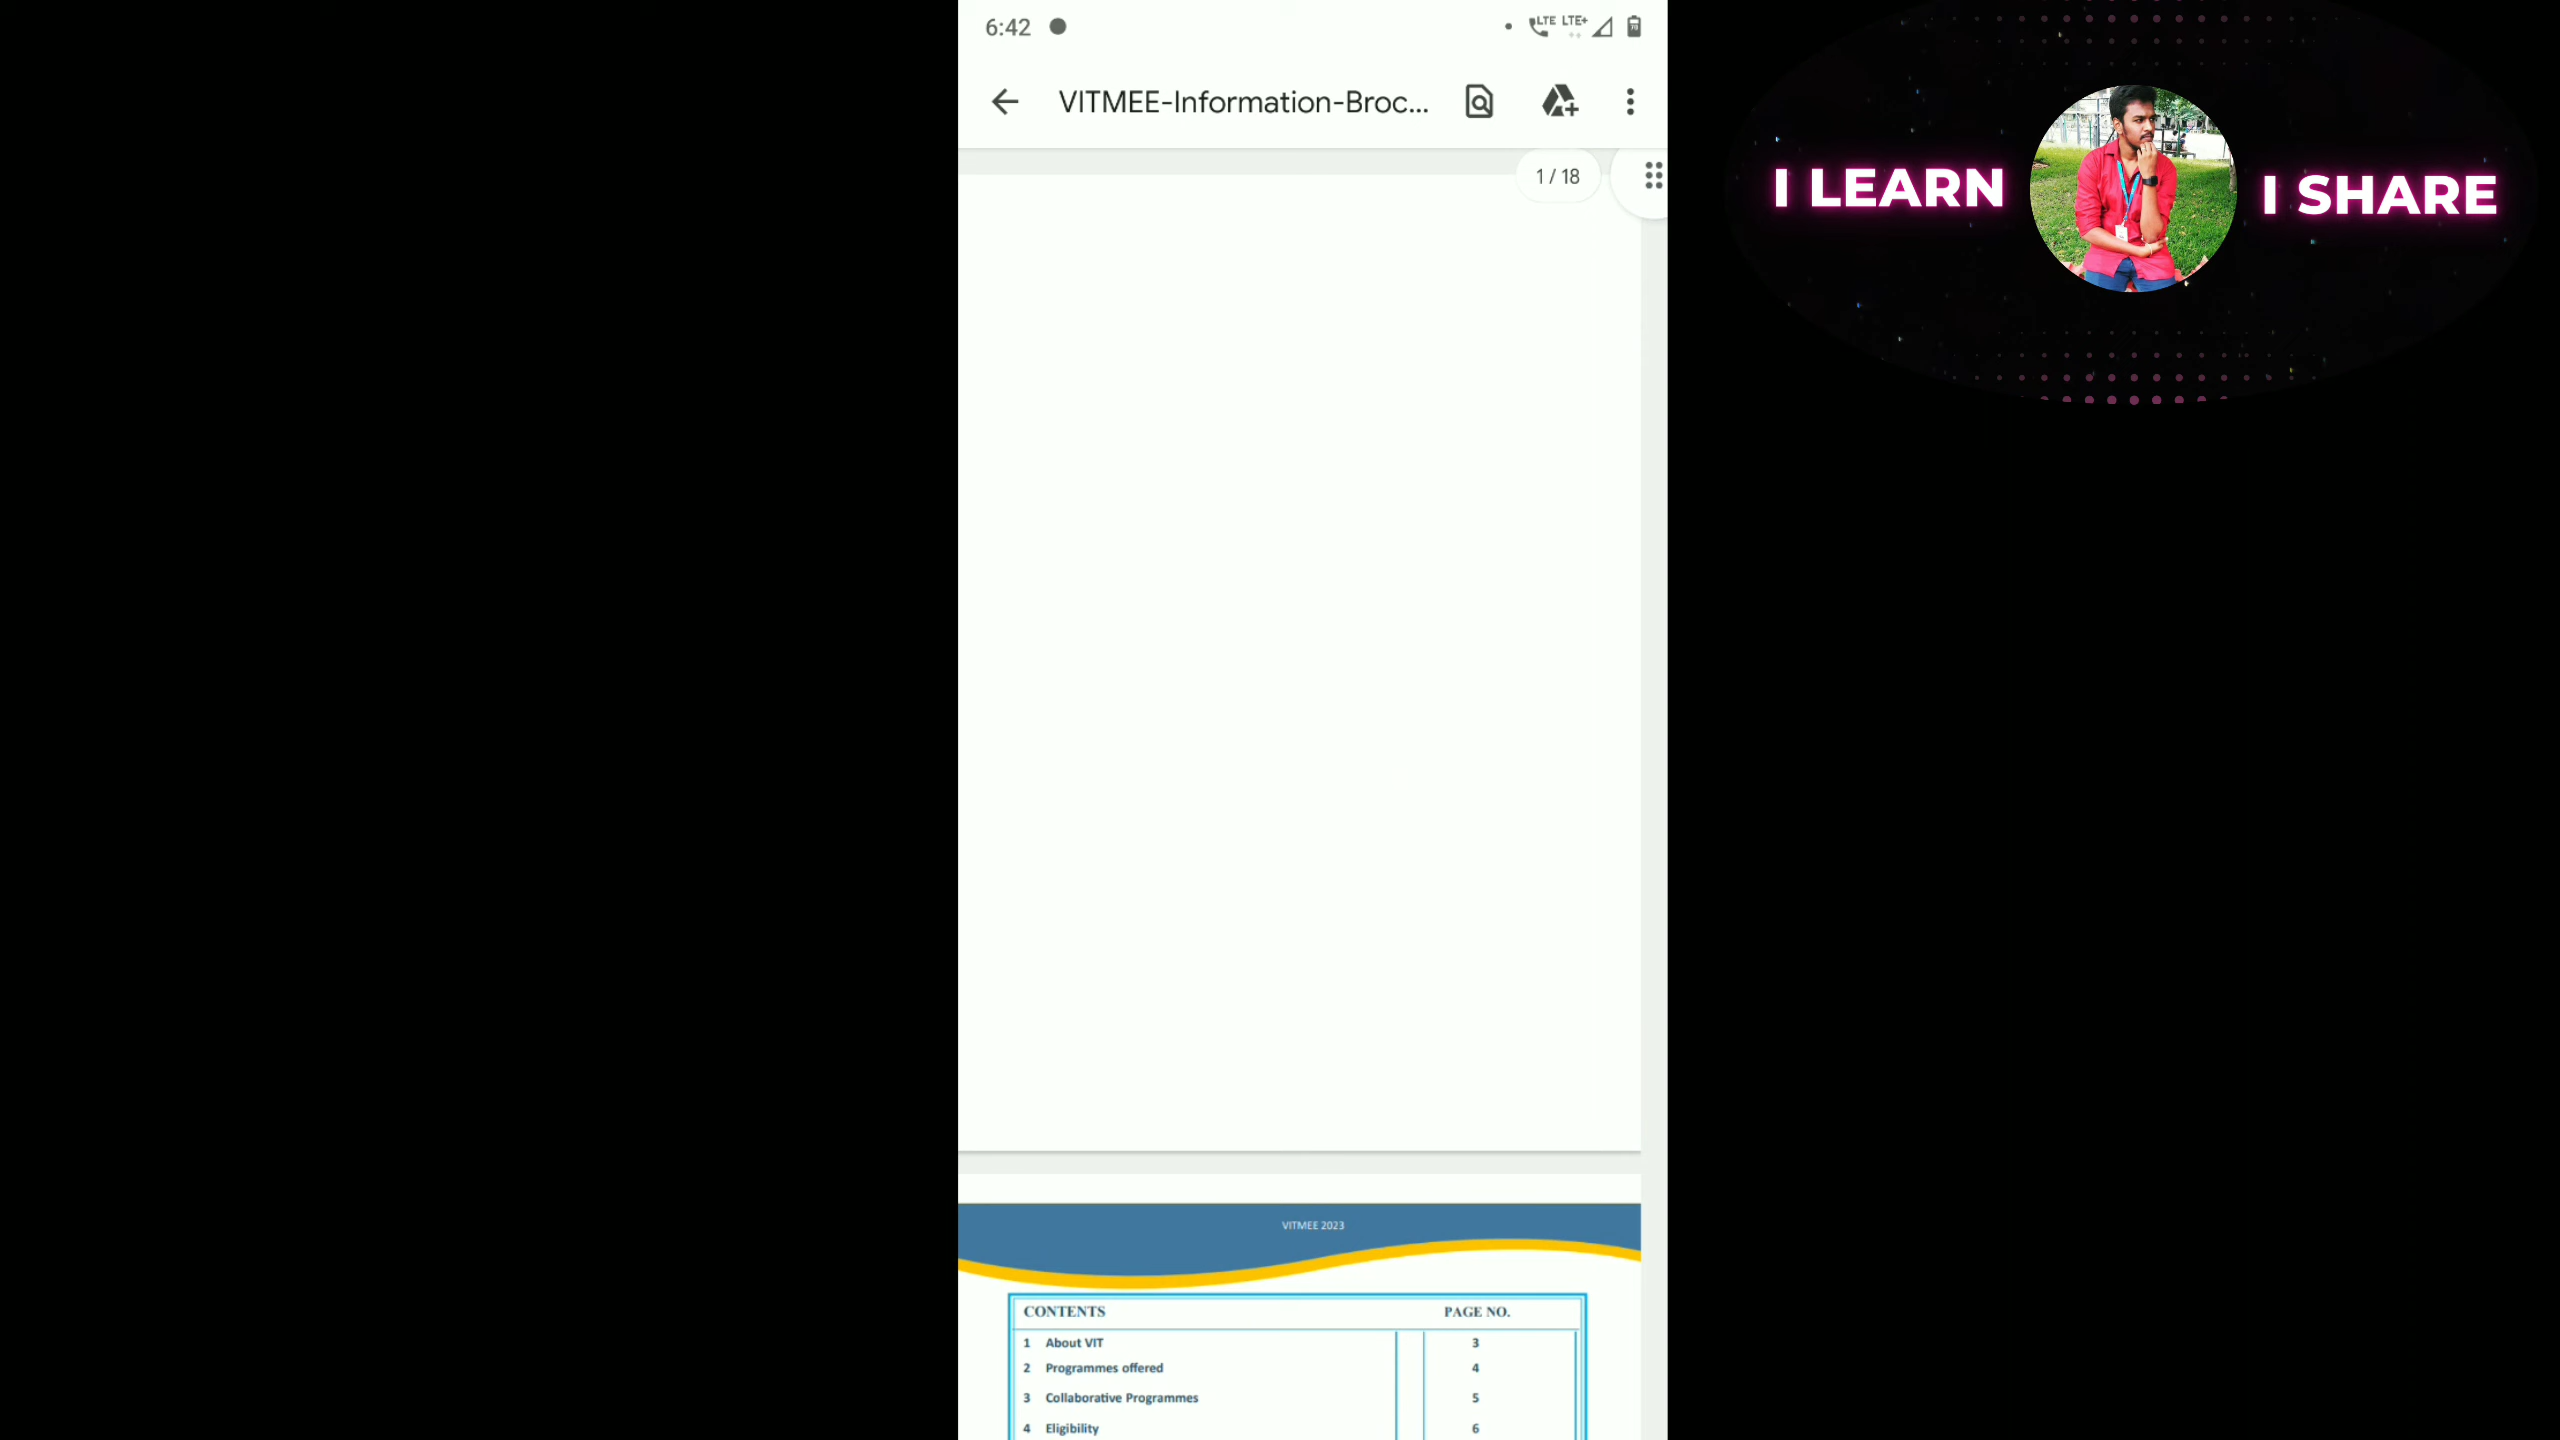 6:42
LTE LTE+
VITMEE-Information-Broc...
1 / 18
I LEARN I SHARE
VITMEE 2023
CONTENTS PAGE NO.
1 About VIT 3
2 Programmes offered 4
3 Collaborative Programmes 5
4 Eligibility 6